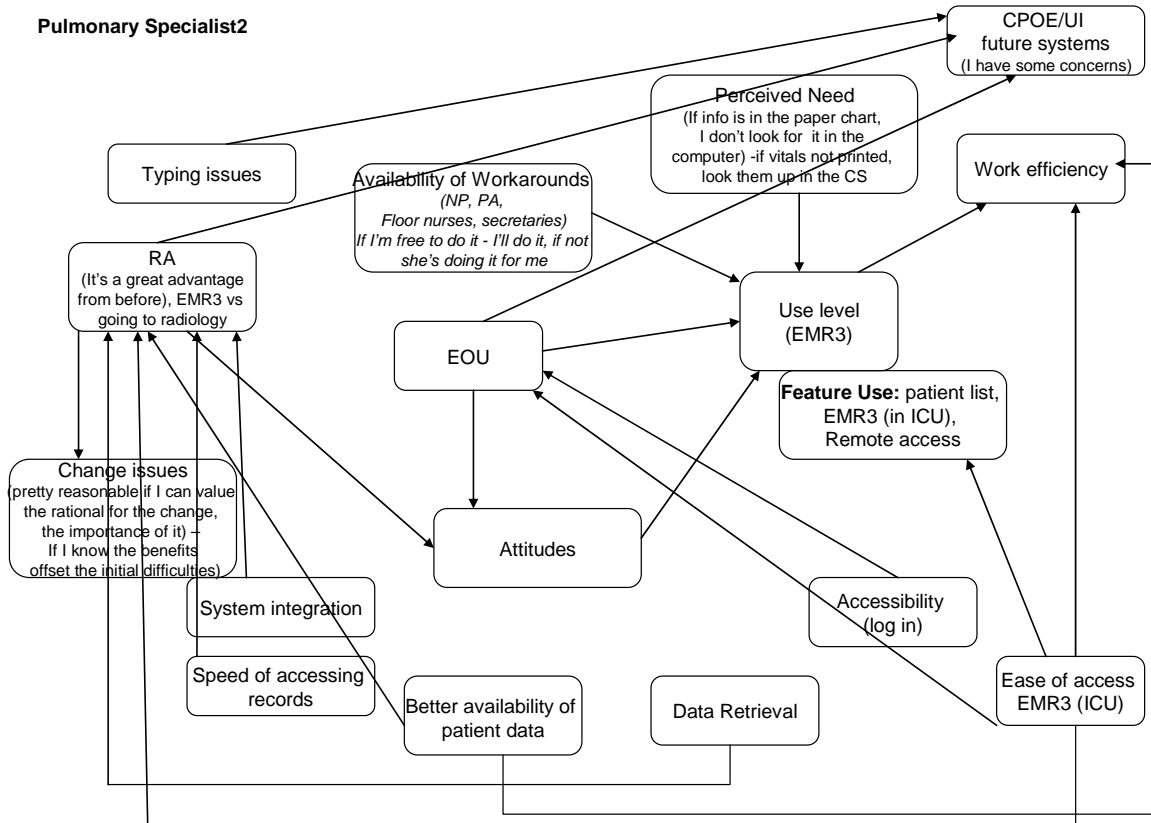 Pulmonary Specialist2
CPOE/UI
future systems
(I have some concerns)
Perceived Need
(If info is in the paper chart,
I don't look for it in the
computer) -if vitals not printed,
look them up in the CS
Typing issues
Work efficiency
Availability of Workarounds
(NP, PA,
Floor nurses, secretaries)
If I'm free to do it - I'll do it, if not
she's doing it for me
RA
(It's a great advantage
from before), EMR3 vs
going to radiology
Use level
(EMR3)
EOU
Feature Use: patient list,
EMR3 (in ICU),
Remote access
Change issues
(pretty reasonable if I can value
the rational for the change,
the importance of it) –
If I know the benefits
offset the initial difficulties)
Attitudes
System integration
Accessibility
(log in)
Speed of accessing
records
Ease of access
EMR3 (ICU)
Better availability of
patient data
Data Retrieval